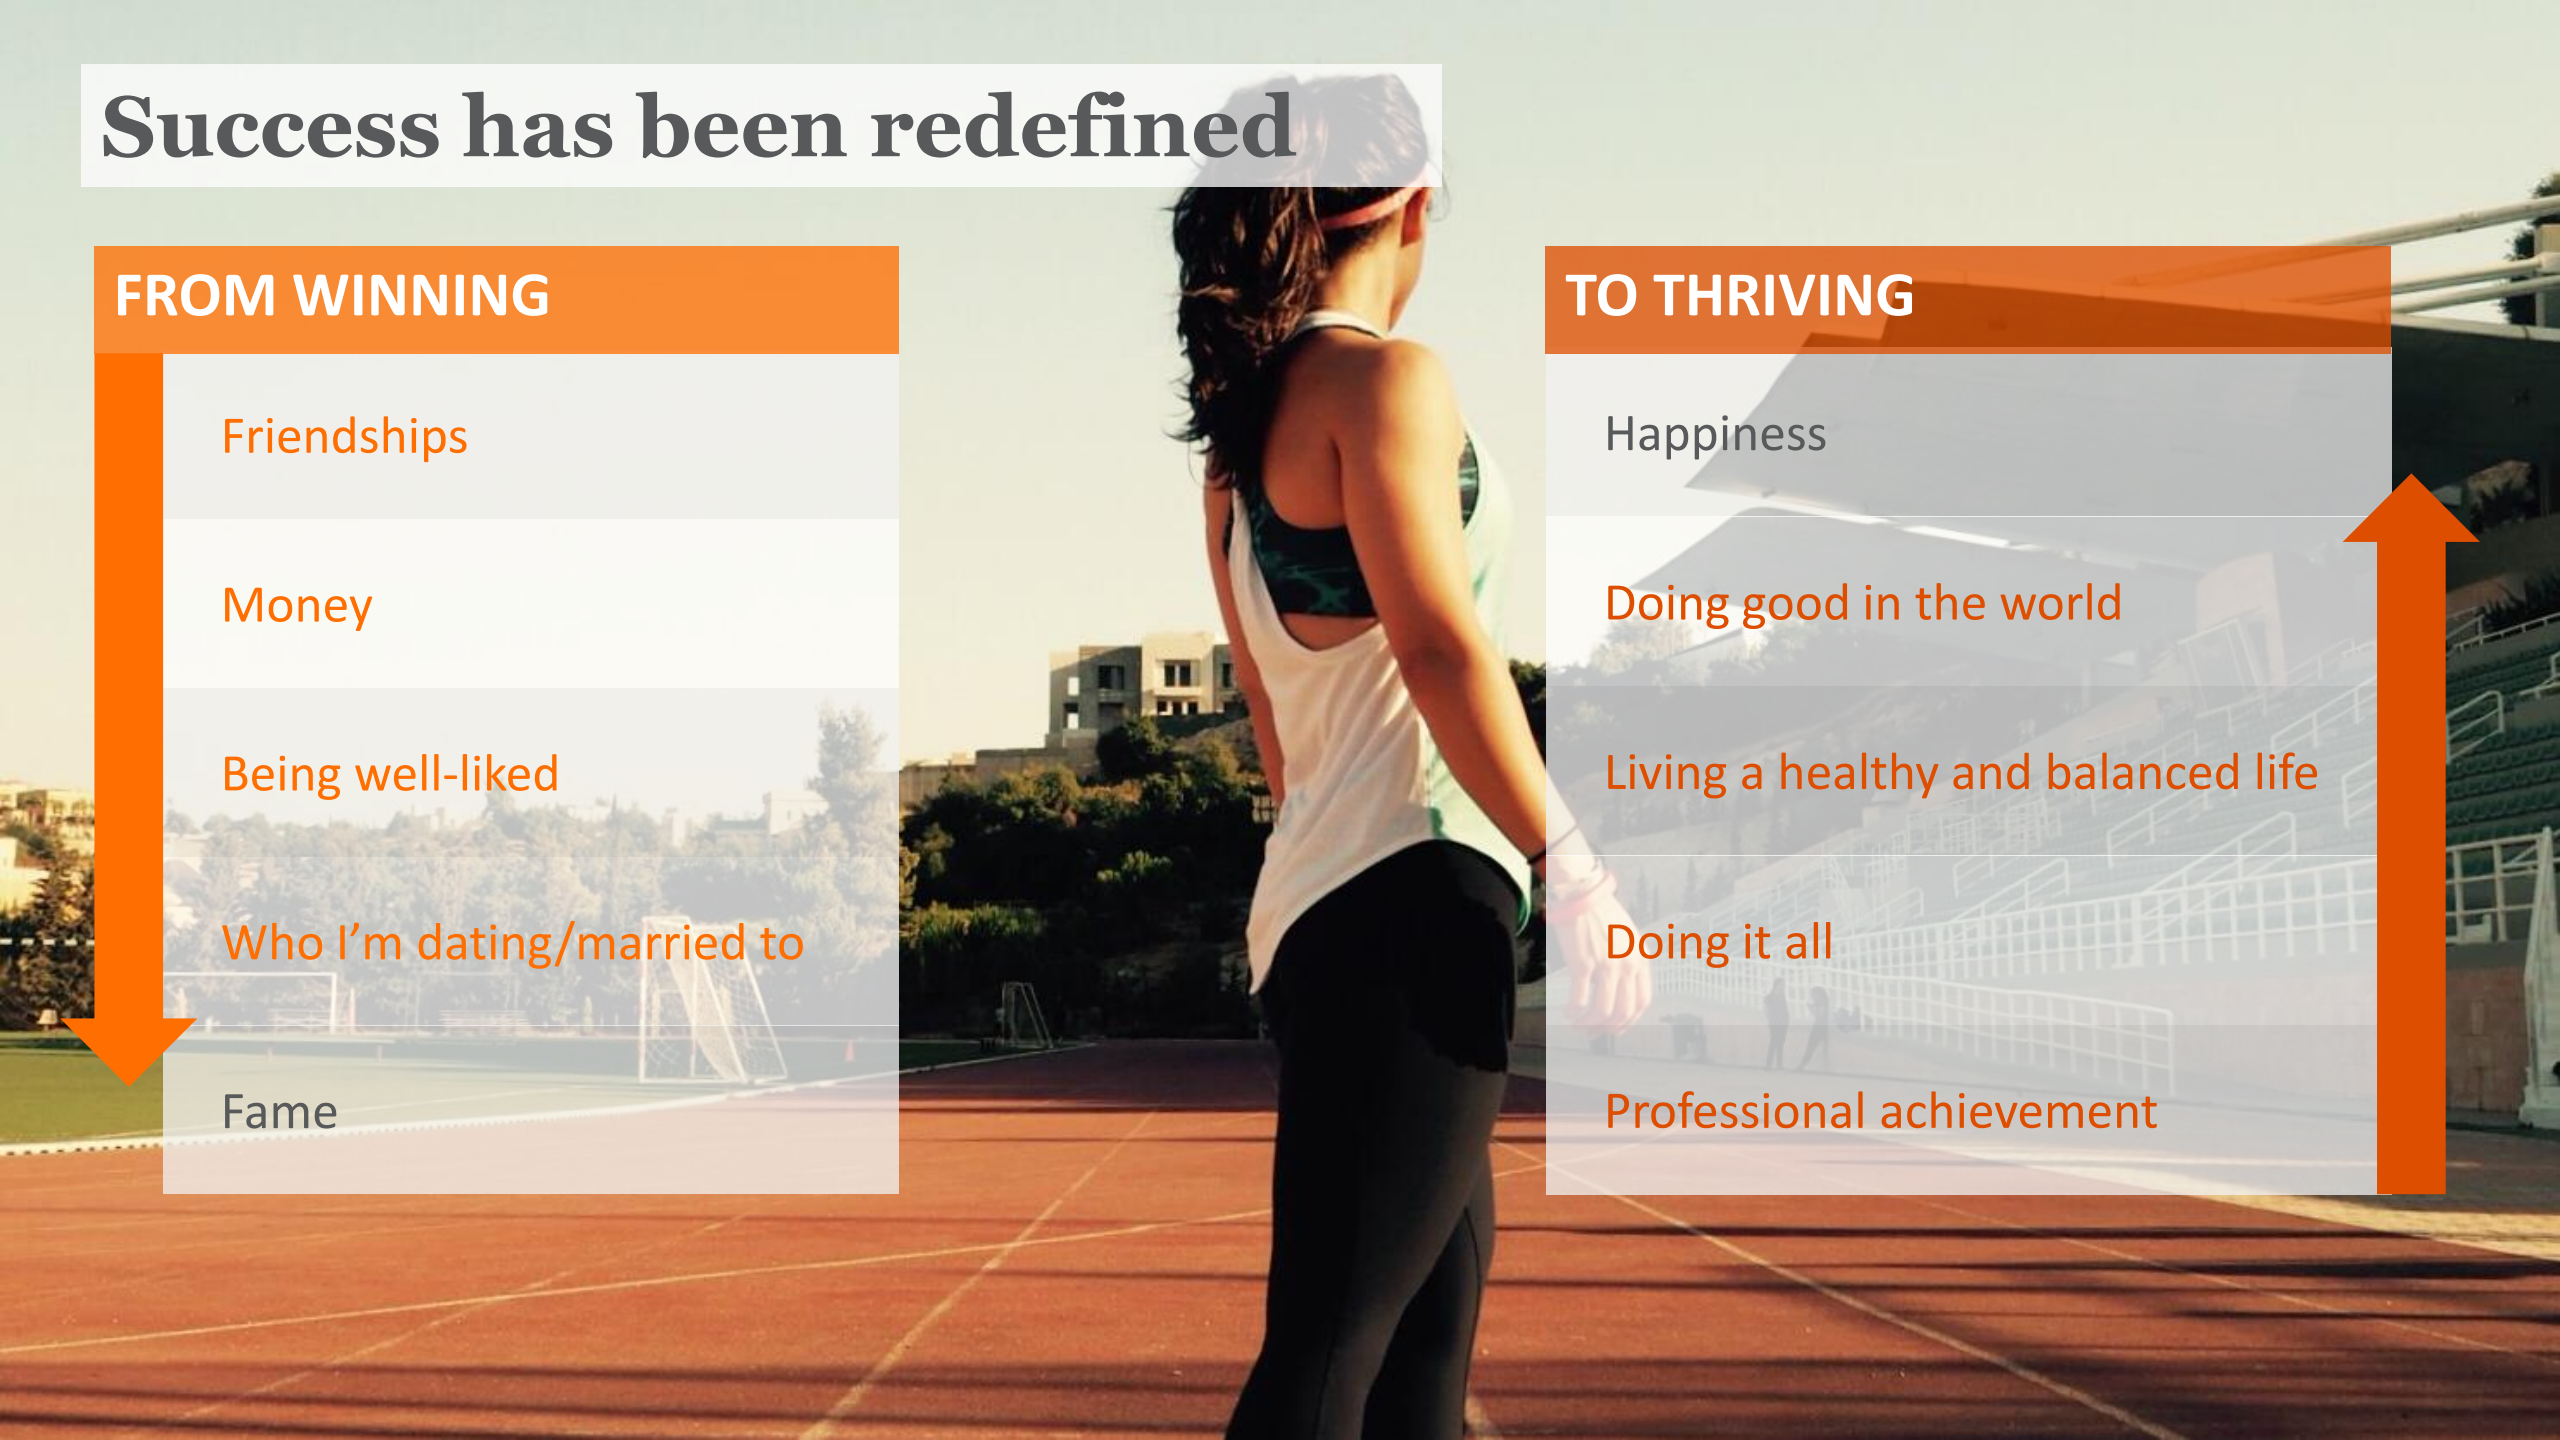 Success has been redefined
FROM WINNING
Friendships
Money
Being well-liked
Who I’m dating/married to
Fame
TO THRIVING
Happiness
Doing good in the world
Living a healthy and balanced life
Doing it all
Professional achievement